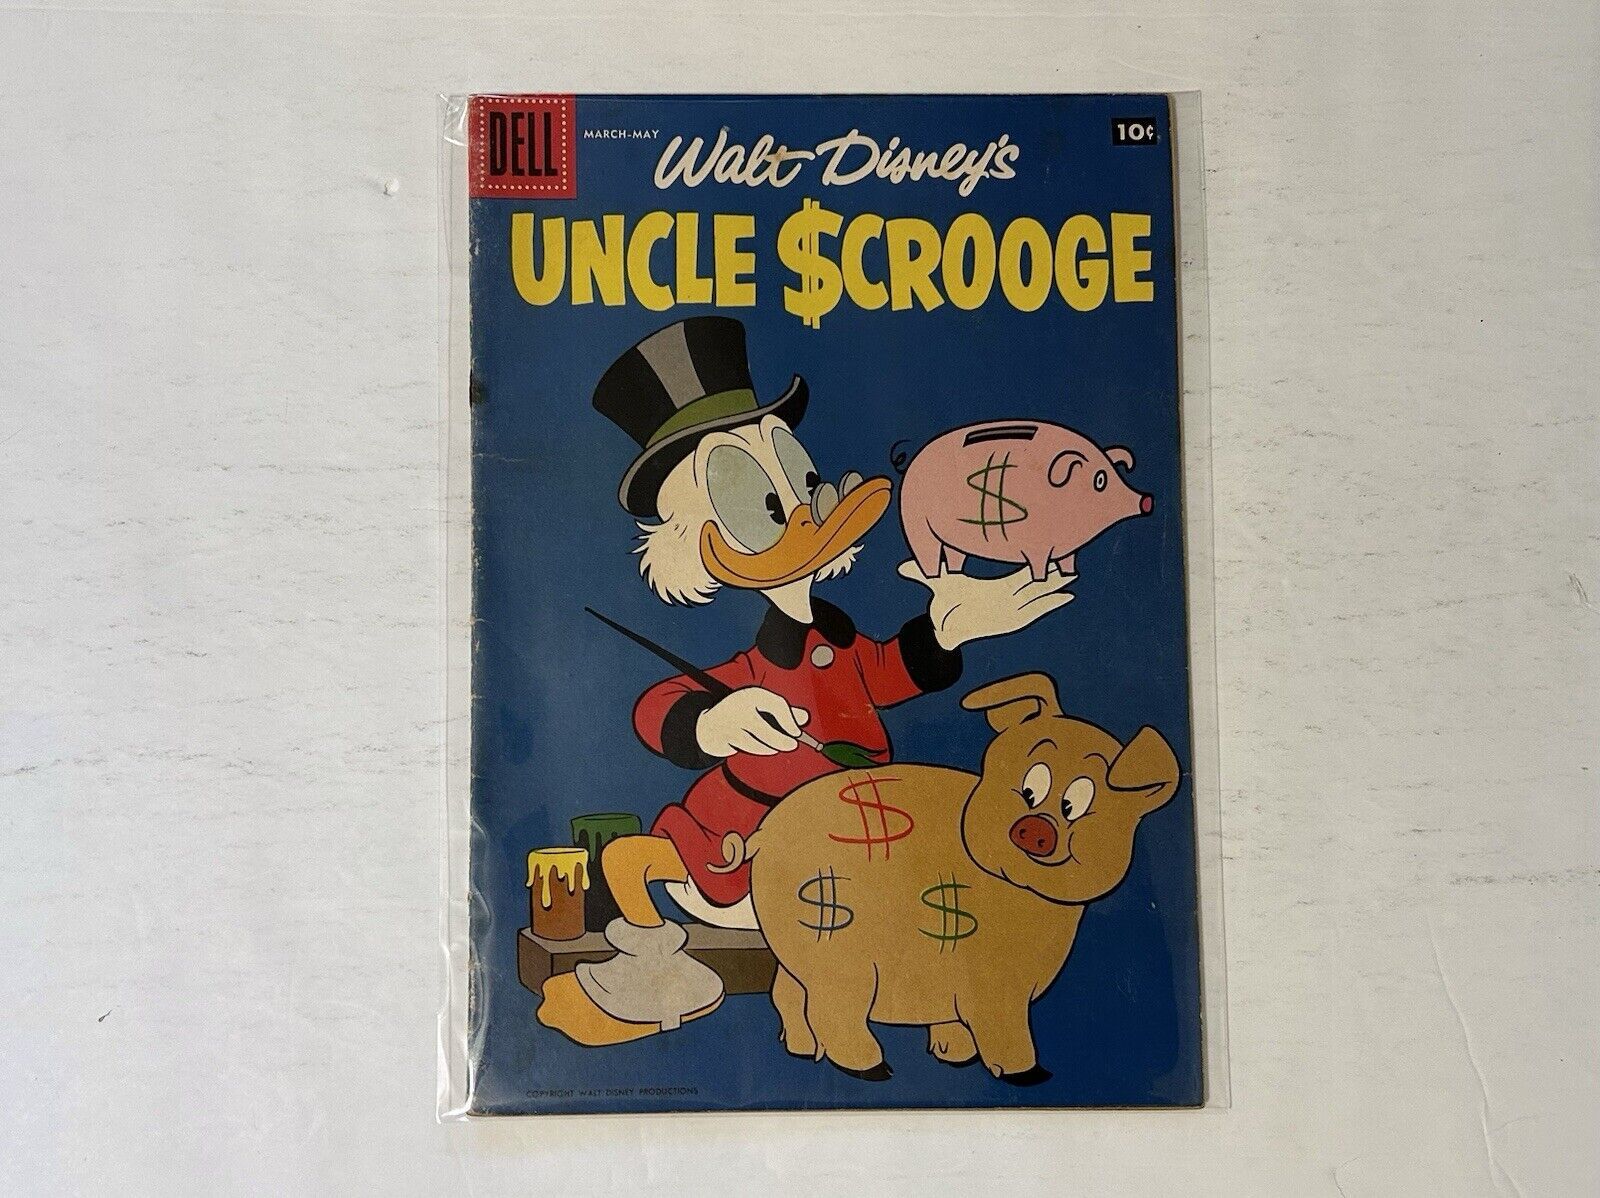 DELL
MARCH-MAY
10¢
Walt Disney's
UNCLE $CROOGE
$
$
$
$
COPYRIGHT WALT DISNEY PRODUCTIONS